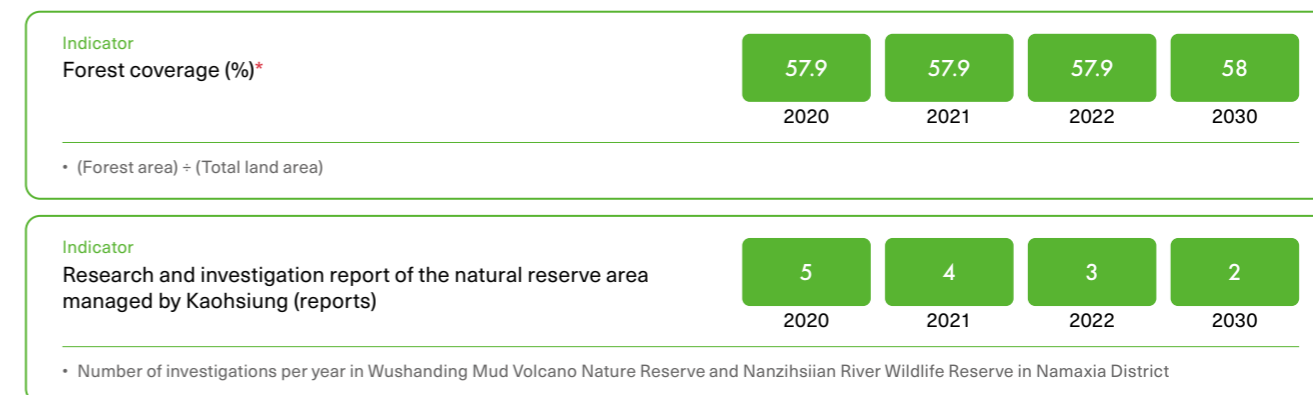 Indicator
Forest coverage (%)*
57.9 57.9 57.9 58
2020 2021 2022 2030
• (Forest area) ÷ (Total land area)
Indicator
Research and investigation report of the natural reserve area
managed by Kaohsiung (reports)
5 4 3 2
2020 2021 2022 2030
• Number of investigations per year in Wushanding Mud Volcano Nature Reserve and Nanzihsiian River Wildlife Reserve in Namaxia District